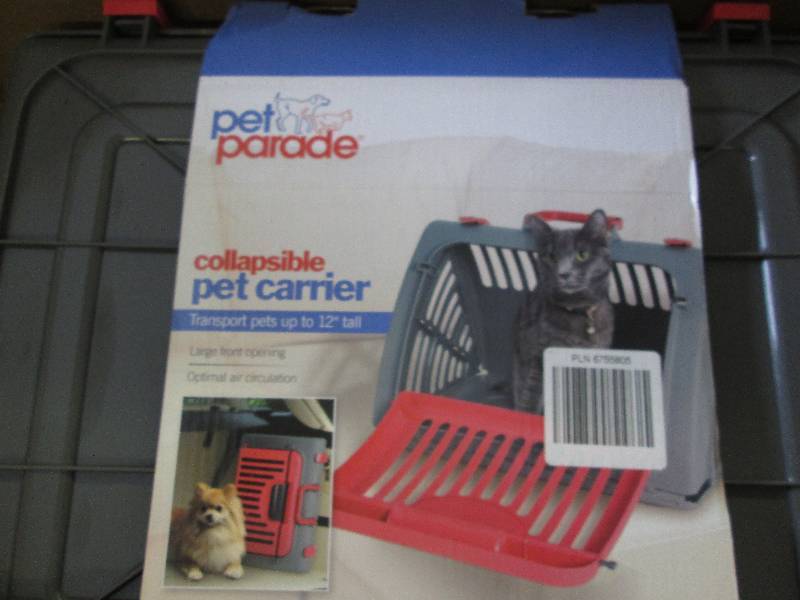 pet
parade
collapsible
pet carrier
Transport pets up to 12" tall
Large front opening
Optimal air circulation
PLN 6755805